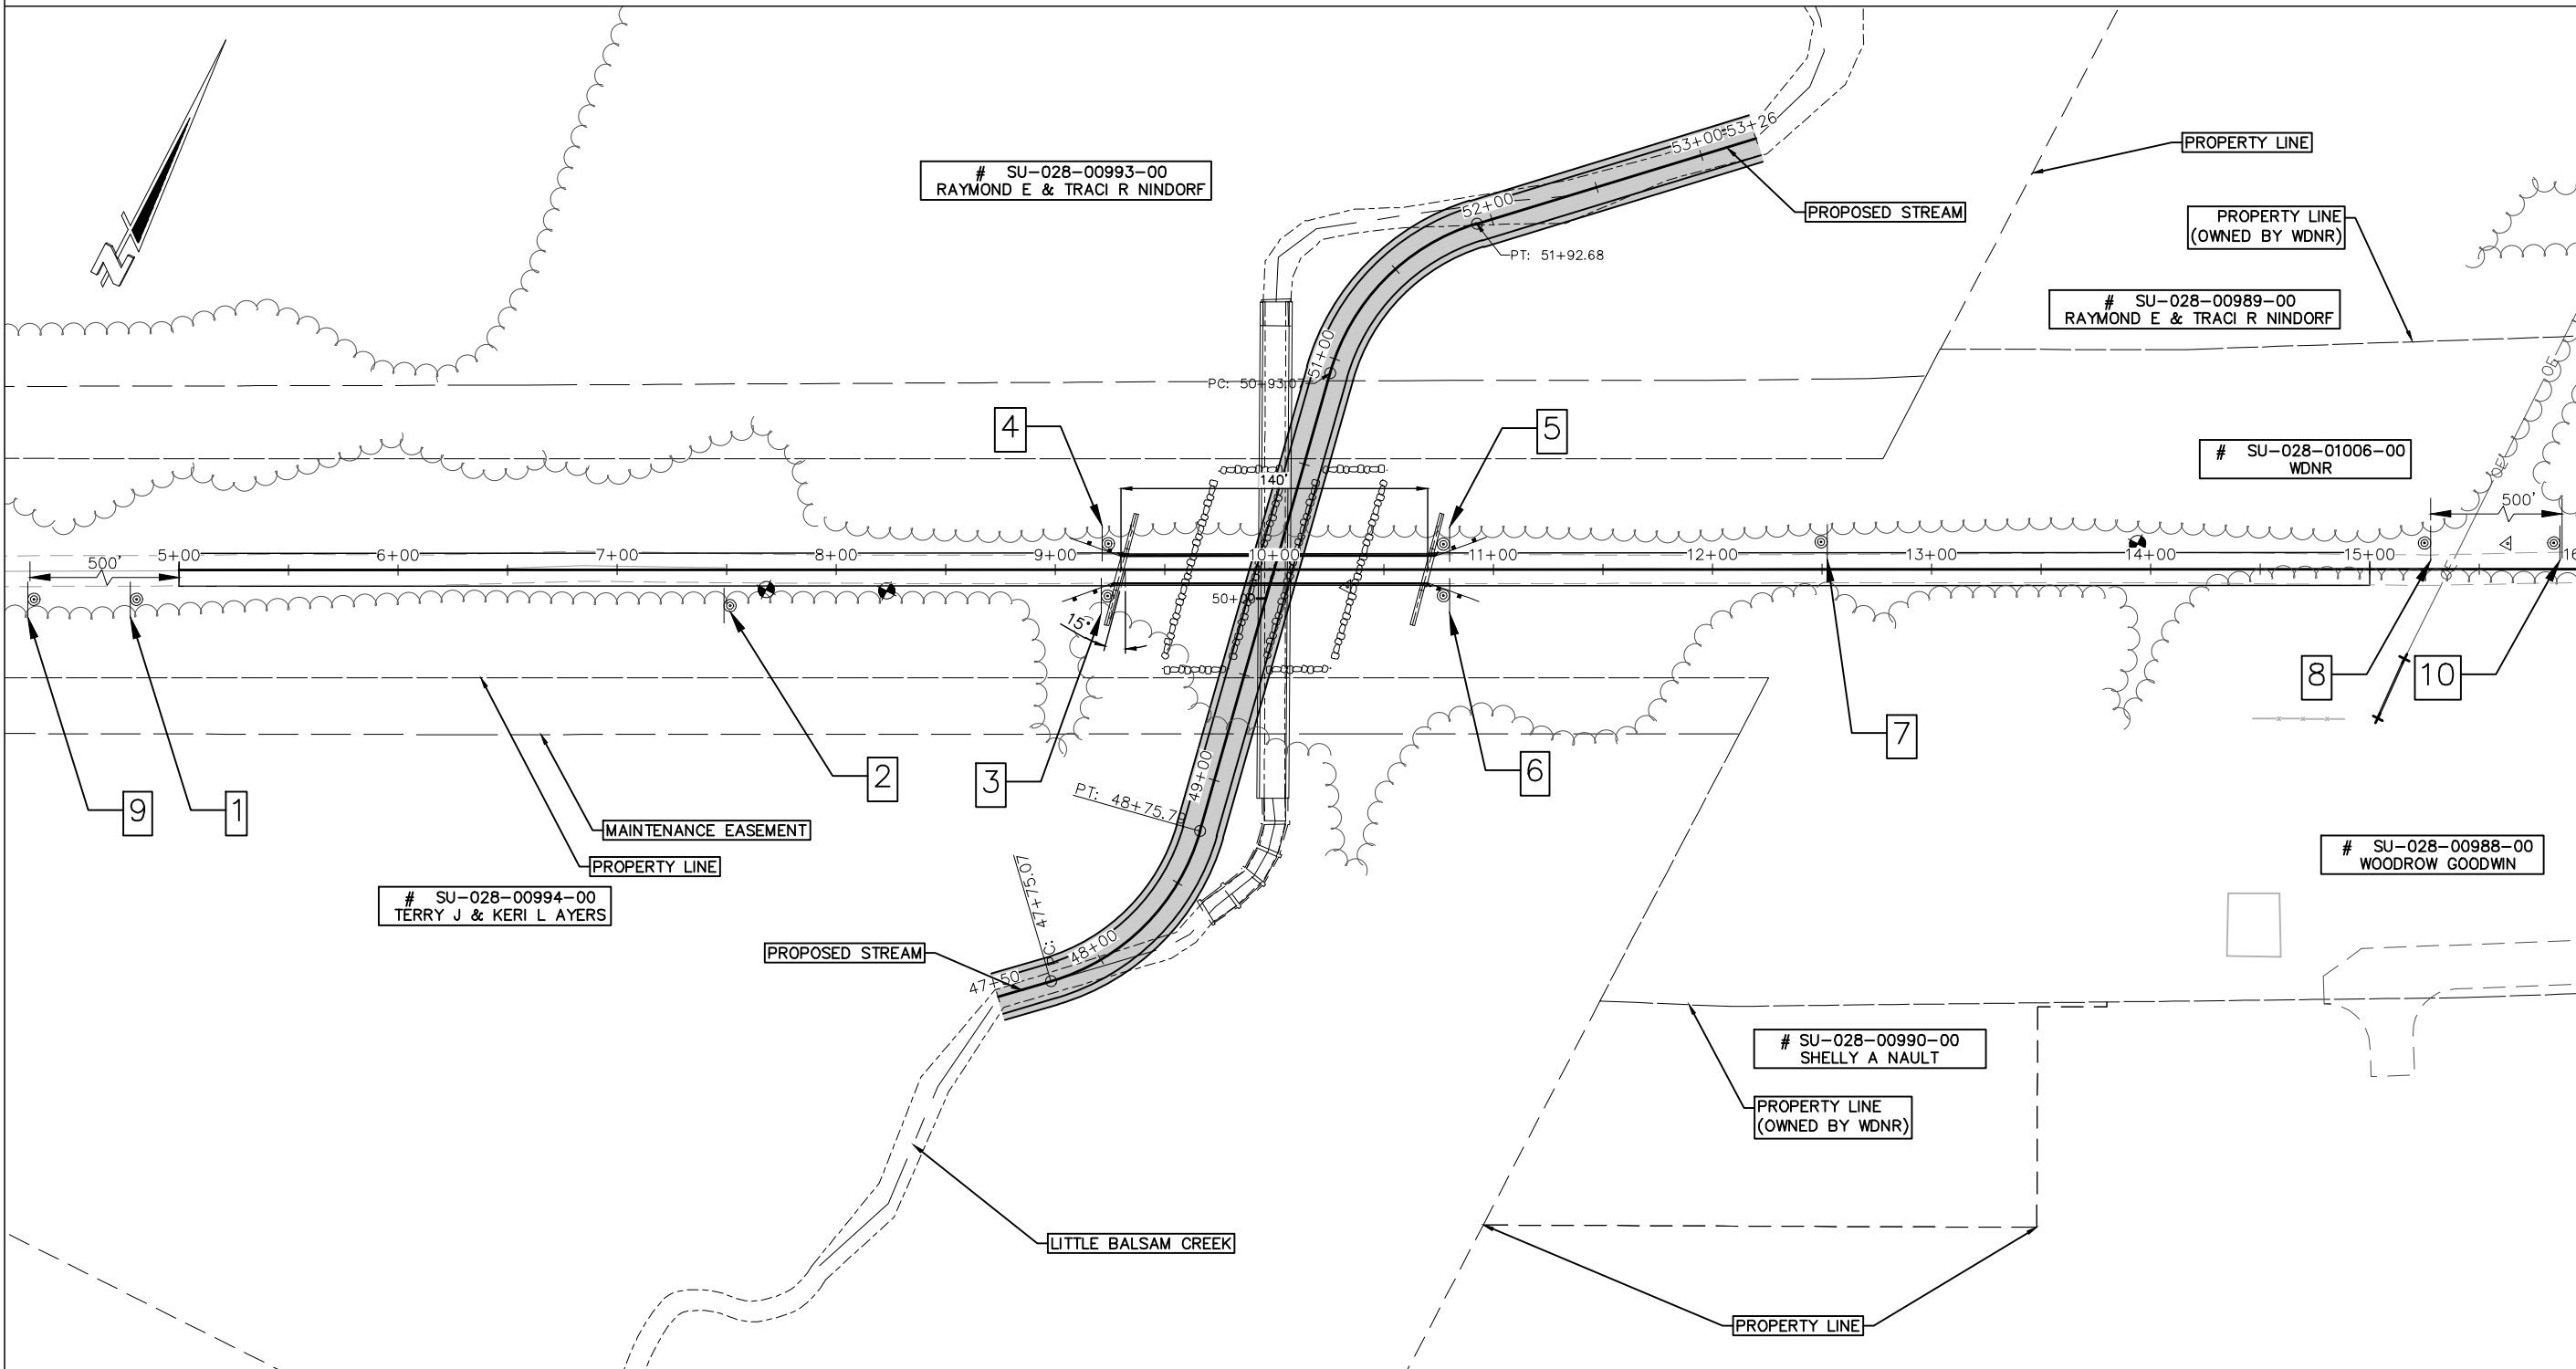 N
# SU-028-00993-00
RAYMOND E & TRACI R NINDORF
53+00
53+26
PROPERTY LINE
52+00
PROPOSED STREAM
PROPERTY LINE
(OWNED BY WDNR)
PT: 51+92.68
# SU-028-00989-00
RAYMOND E & TRACI R NINDORF
51+00
PC: 50+93.07
OE
4
5
# SU-028-01006-00
WDNR
OE
140'
500'
500'
5+00
6+00
7+00
8+00
9+00
10+00
11+00
12+00
13+00
14+00
15+00
16
OE
50+00
15°
9
1
2
3
6
7
8
10
49+00
PT: 48+75.79
MAINTENANCE EASEMENT
PROPERTY LINE
# SU-028-00988-00
WOODROW GOODWIN
# SU-028-00994-00
TERRY J & KERI L AYERS
PC: 47+75.07
48+00
PROPOSED STREAM
47+50
# SU-028-00990-00
SHELLY A NAULT
PROPERTY LINE
(OWNED BY WDNR)
LITTLE BALSAM CREEK
PROPERTY LINE